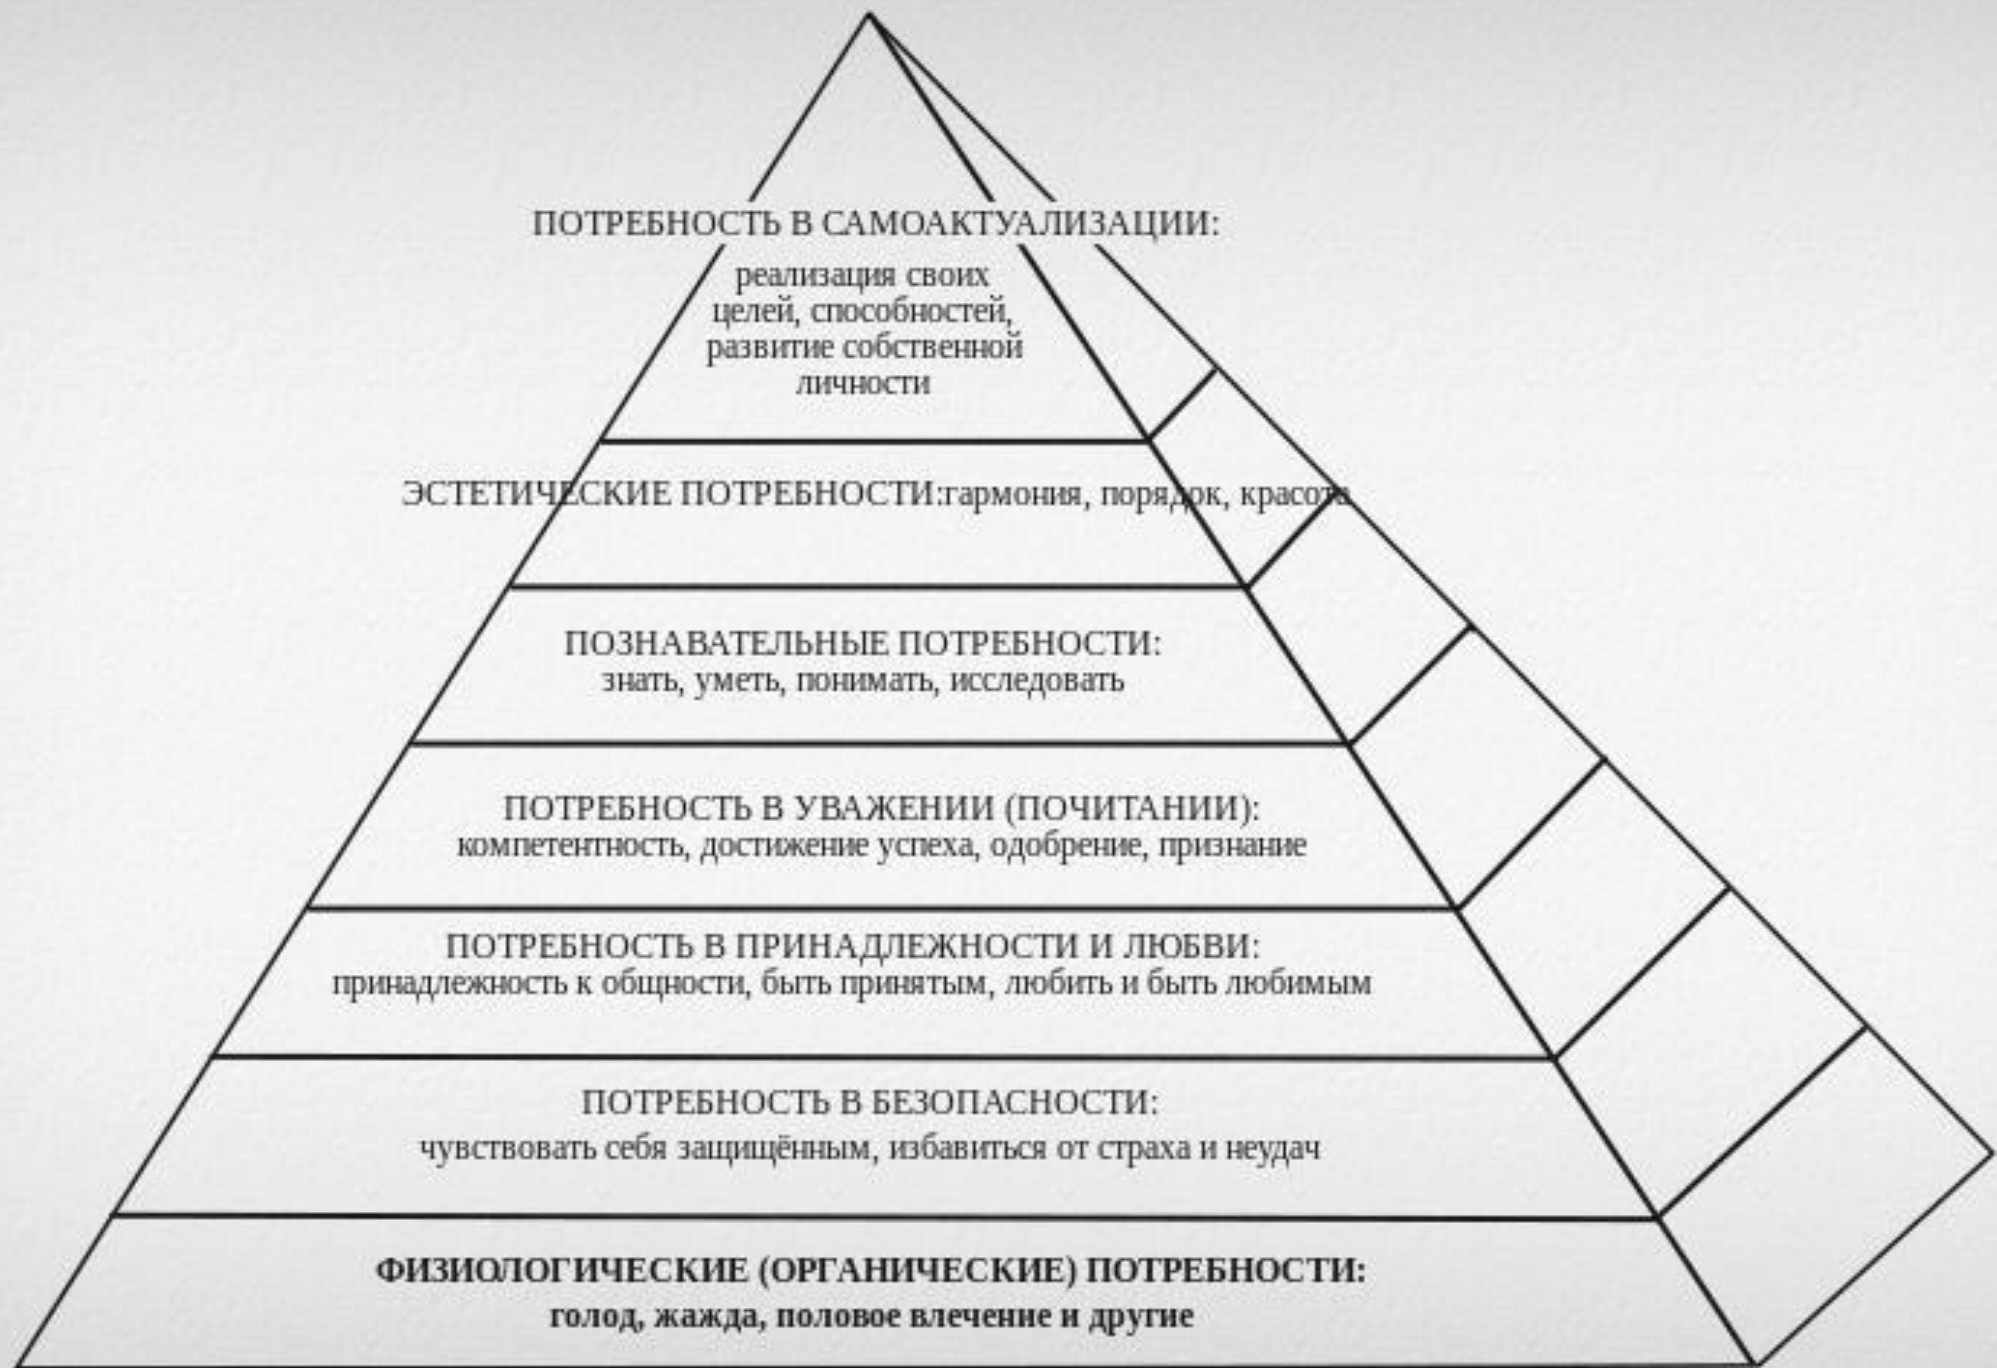 ПОТРЕБНОСТЬ В САМОАКТУАЛИЗАЦИИ:
реализация своих
целей, способностей,
развитие собственной
личности
ЭСТЕТИЧЕСКИЕ ПОТРЕБНОСТИ:гармония, порядок, красота
ПОЗНАВАТЕЛЬНЫЕ ПОТРЕБНОСТИ:
знать, уметь, понимать, исследовать
ПОТРЕБНОСТЬ В УВАЖЕНИИ (ПОЧИТАНИИ):
компетентность, достижение успеха, одобрение, признание
ПОТРЕБНОСТЬ В ПРИНАДЛЕЖНОСТИ И ЛЮБВИ:
принадлежность к общности, быть принятым, любить и быть любимым
ПОТРЕБНОСТЬ В БЕЗОПАСНОСТИ:
чувствовать себя защищённым, избавиться от страха и неудач
ФИЗИОЛОГИЧЕСКИЕ (ОРГАНИЧЕСКИЕ) ПОТРЕБНОСТИ:
голод, жажда, половое влечение и другие